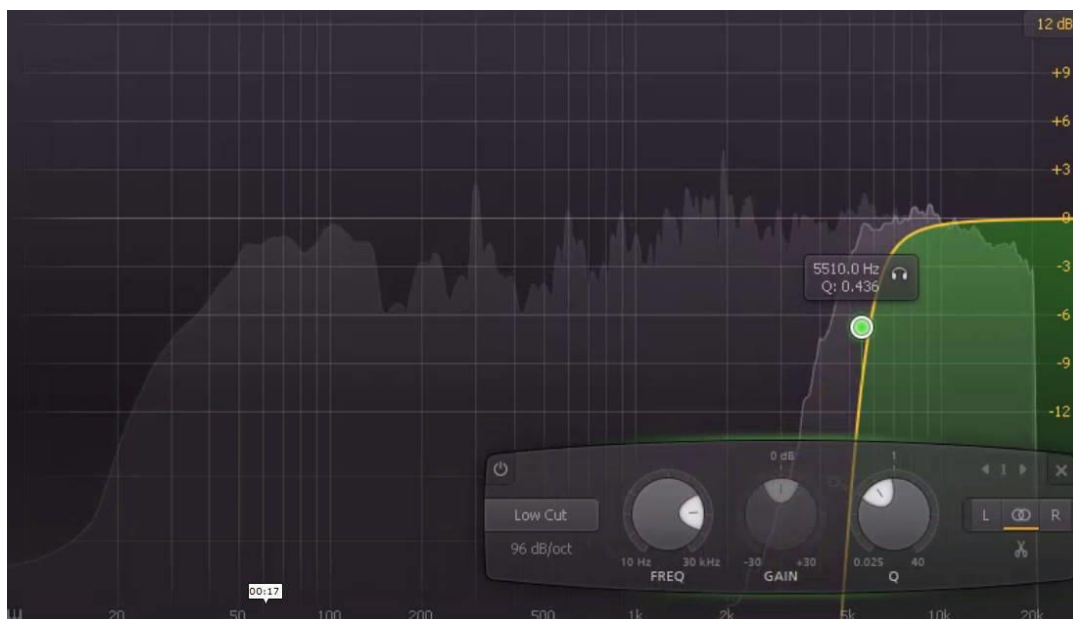 12 dB
+9
+6
+3
0
-3
-6
-9
-12
5510.0 Hz
Q: 0.436
0 dB
1
1
Low Cut
96 dB/oct
10 Hz 30 kHz
FREQ
-30 +30
GAIN
0.025 40
Q
L R
00:17
20 50 100 200 500 1k 2k 5k 10k 20k